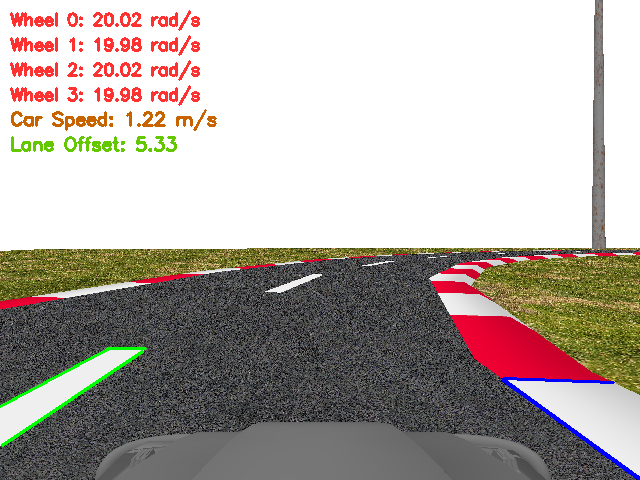 Wheel 0: 20.02 rad/s
Wheel 1: 19.98 rad/s
Wheel 2: 20.02 rad/s
Wheel 3: 19.98 rad/s
Car Speed: 1.22 m/s
Lane Offset: 5.33